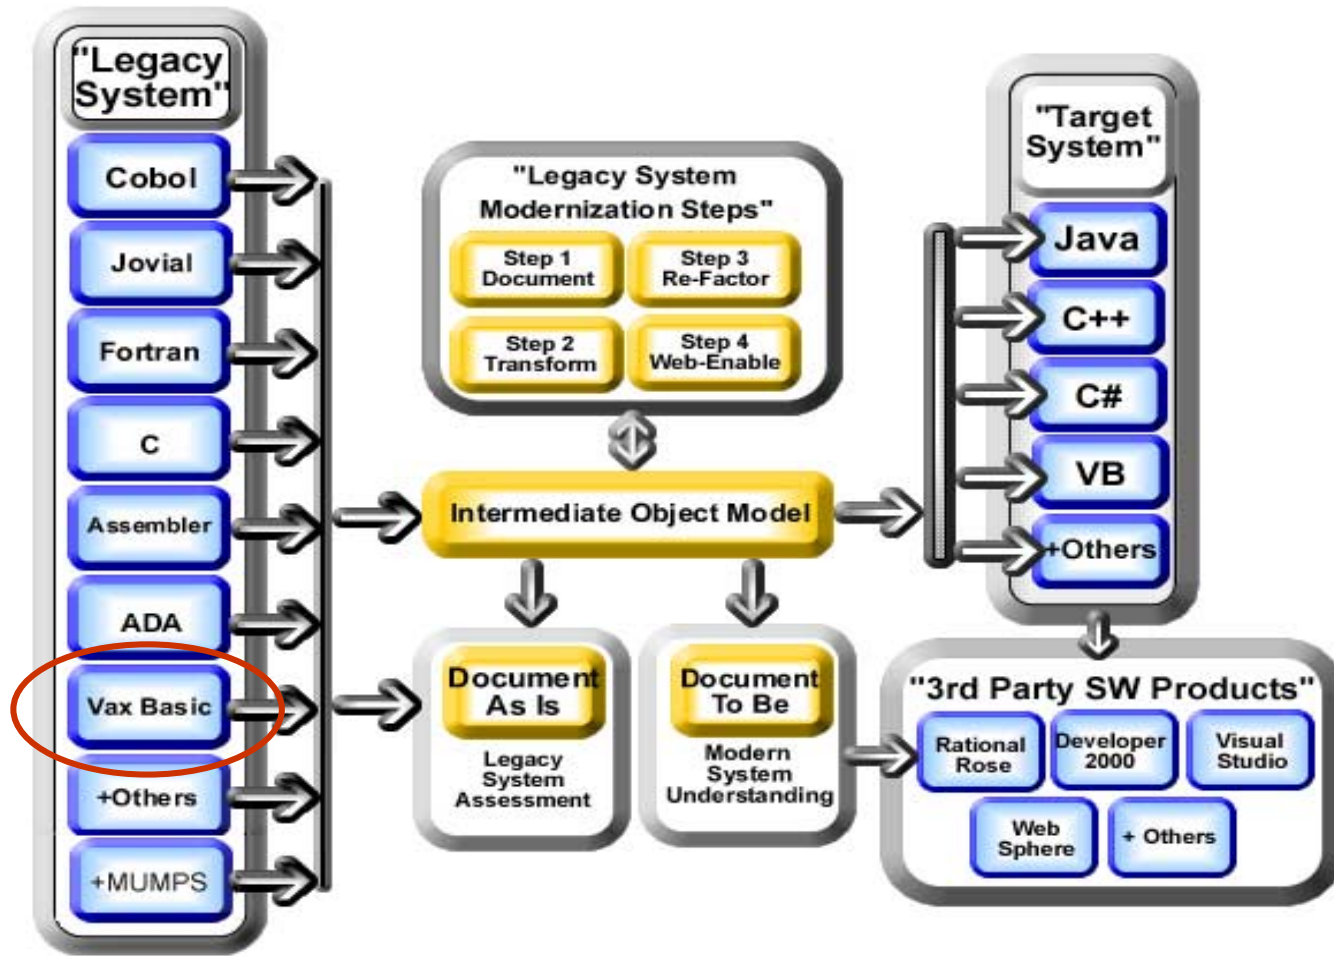 "Legacy
System"
Cobol
Jovial
Fortran
C
Assembler
ADA
Vax Basic
+Others
+MUMPS
"Legacy System
Modernization Steps"
Step 1
Document
Step 3
Re-Factor
Step 2
Transform
Step 4
Web-Enable
Intermediate Object Model
Document
As Is
Legacy
System
Assessment
Document
To Be
Modern
System
Understanding
"Target
System"
Java
C++
C#
VB
+Others
"3rd Party SW Products"
Rational
Rose
Developer
2000
Visual
Studio
Web
Sphere
+ Others